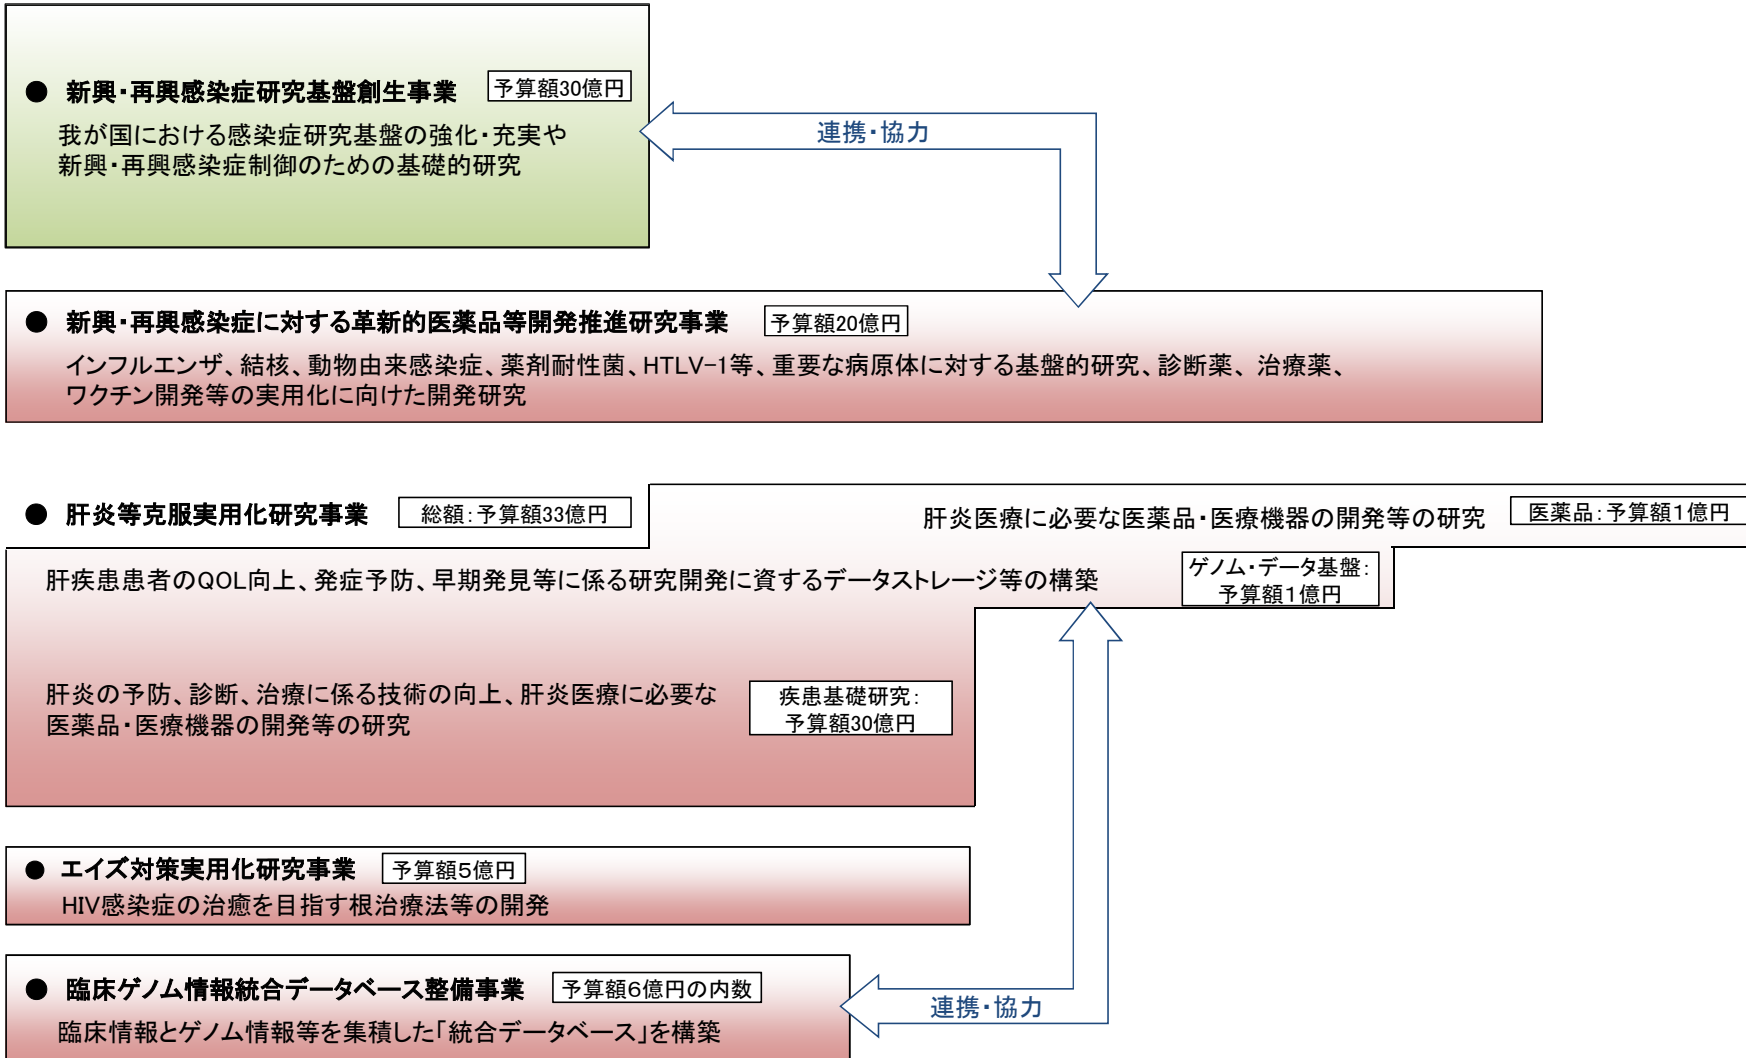 ● 新興・再興感染症研究基盤創生事業 予算額30億円
我が国における感染症研究基盤の強化・充実や
新興・再興感染症制御のための基礎的研究
連携・協力
● 新興・再興感染症に対する革新的医薬品等開発推進研究事業 予算額20億円
インフルエンザ、結核、動物由来感染症、薬剤耐性菌、HTLV-1等、重要な病原体に対する基盤的研究、診断薬、治療薬、
ワクチン開発等の実用化に向けた開発研究
● 肝炎等克服実用化研究事業 総額：予算額33億円
肝炎医療に必要な医薬品・医療機器の開発等の研究 医薬品：予算額１億円
肝疾患患者のQOL向上、発症予防、早期発見等に係る研究開発に資するデータストレージ等の構築
ゲノム・データ基盤：
予算額１億円
肝炎の予防、診断、治療に係る技術の向上、肝炎医療に必要な
医薬品・医療機器の開発等の研究
疾患基礎研究：
予算額30億円
● エイズ対策実用化研究事業 予算額5億円
HIV感染症の治癒を目指す根治療法等の開発
● 臨床ゲノム情報統合データベース整備事業 予算額６億円の内数
臨床情報とゲノム情報等を集積した「統合データベース」を構築
連携・協力